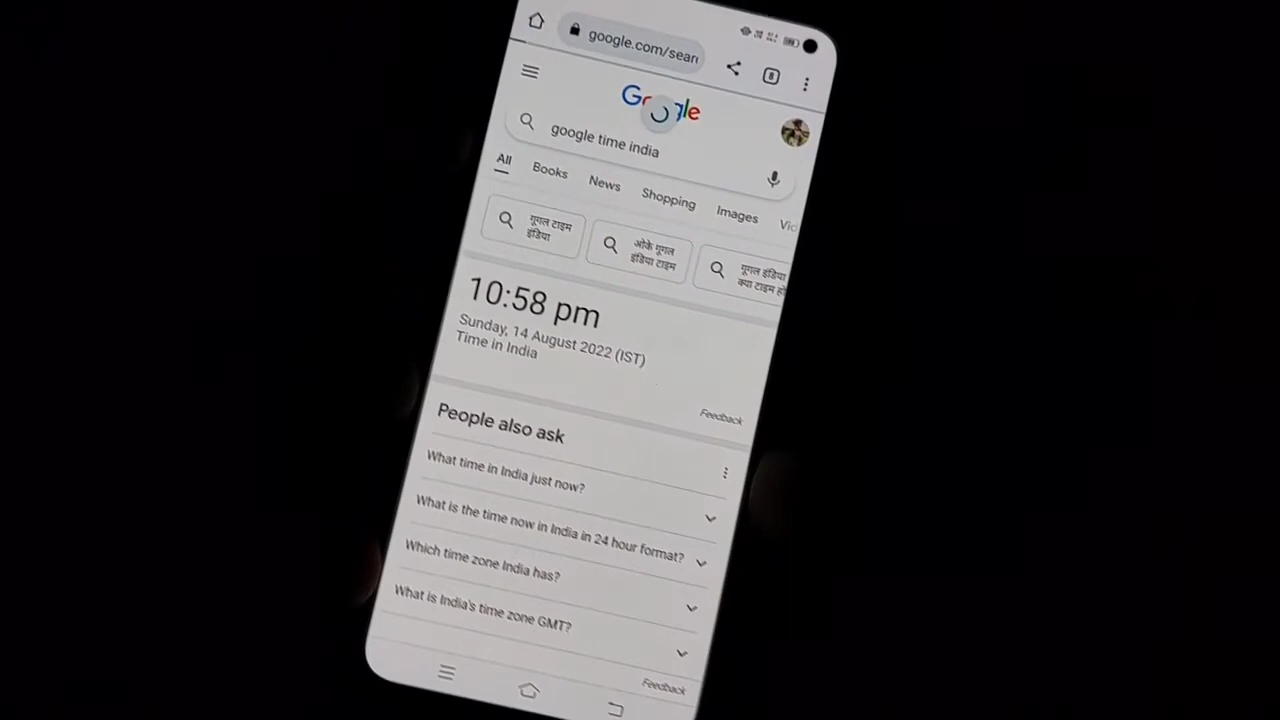 google.com/sear
8
Google
google time india
All Books News Shopping Images Vid
गूगल टाइम
इंडिया
ओके गूगल
इंडिया टाइम
गूगल इंडिया
क्या टाइम हो
10:58 pm
Sunday, 14 August 2022 (IST)
Time in India
Feedback
People also ask
What time in India just now?
What is the time now in India in 24 hour format?
Which time zone India has?
What is India's time zone GMT?
Feedback